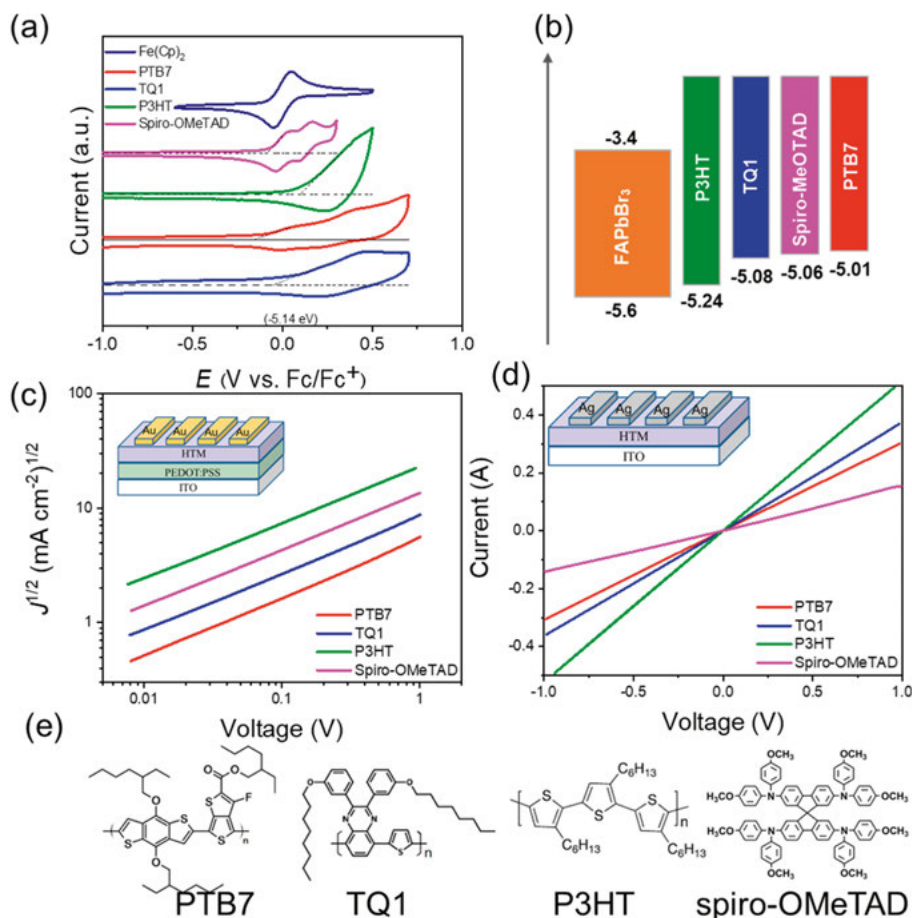 (a)
Fe(Cp)₂
PTB7
TQ1
P3HT
Spiro-OMeTAD
Current (a.u.)
(-5.14 eV)
-1.0 -0.5 0.0 0.5 1.0
E (V vs. Fc/Fc⁺)
(b)
-3.4
FAPbBr₃
P3HT
TQ1
Spiro-MeOTAD
PTB7
-5.6
-5.24
-5.08
-5.06
-5.01
(c)
100
10
1
J^1/2 (mA cm⁻²)^1/2
Au Au Au Au
HTM
PEDOT:PSS
ITO
PTB7
TQ1
P3HT
Spiro-OMeTAD
0.01 0.1 1
Voltage (V)
(d)
0.4
0.2
0.0
-0.2
-0.4
Current (A)
Ag Ag Ag Ag
HTM
ITO
PTB7
TQ1
P3HT
Spiro-OMeTAD
-1.0 -0.5 0.0 0.5 1.0
Voltage (V)
(e)
O O F S S S S O O n
PTB7
O O N N S n
TQ1
C₆H₁₃
S S S n
C₆H₁₃ C₆H₁₃
P3HT
OCH₃ OCH₃ OCH₃ OCH₃
H₃CO N N OCH₃
H₃CO N N OCH₃
spiro-OMeTAD